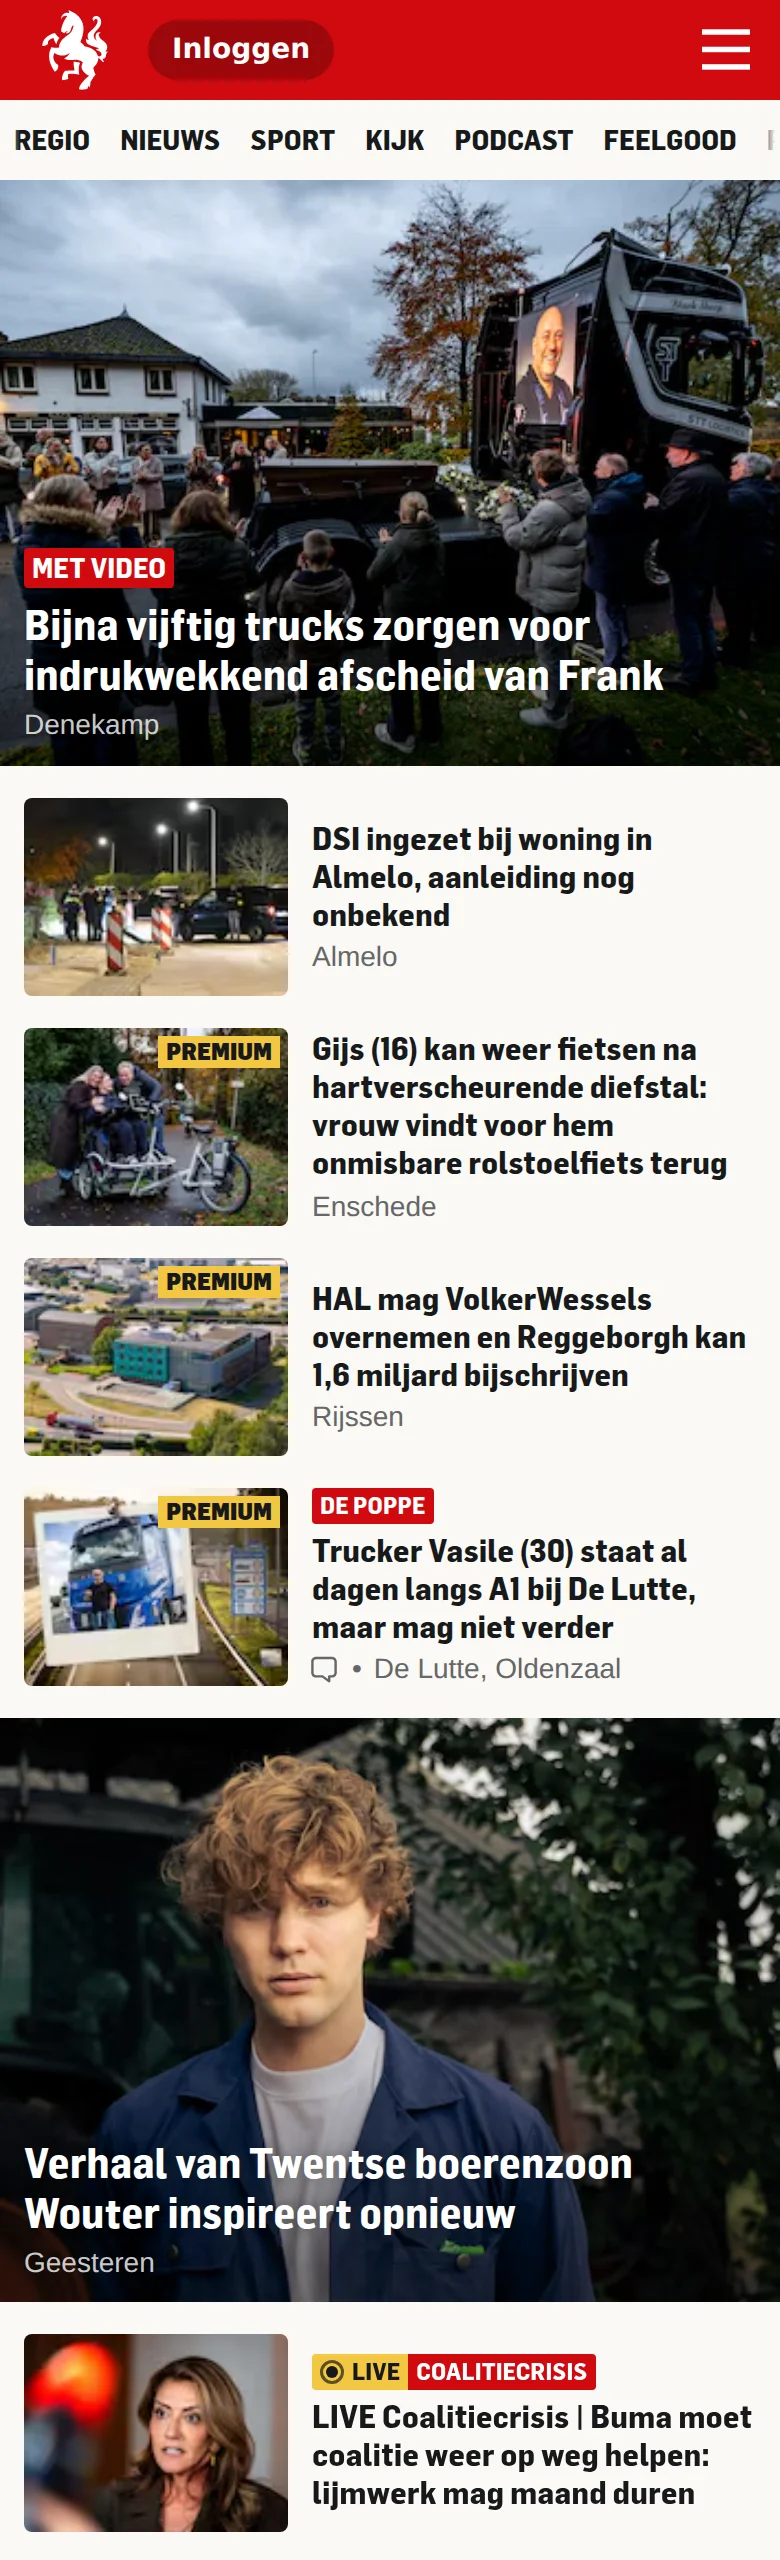 Inloggen
REGIO NIEUWS SPORT KIJK PODCAST FEELGOOD
MET VIDEO
Bijna vijftig trucks zorgen voor
indrukwekkend afscheid van Frank
Denekamp
DSI ingezet bij woning in
Almelo, aanleiding nog
onbekend
Almelo
PREMIUM
Gijs (16) kan weer fietsen na
hartverscheurende diefstal:
vrouw vindt voor hem
onmisbare rolstoelfiets terug
Enschede
PREMIUM
HAL mag VolkerWessels
overnemen en Reggeborgh kan
1,6 miljard bijschrijven
Rijssen
PREMIUM
DE POPPE
Trucker Vasile (30) staat al
dagen langs A1 bij De Lutte,
maar mag niet verder
• De Lutte, Oldenzaal
Verhaal van Twentse boerenzoon
Wouter inspireert opnieuw
Geesteren
LIVE COALITIECRISIS
LIVE Coalitiecrisis | Buma moet
coalitie weer op weg helpen:
lijmwerk mag maand duren